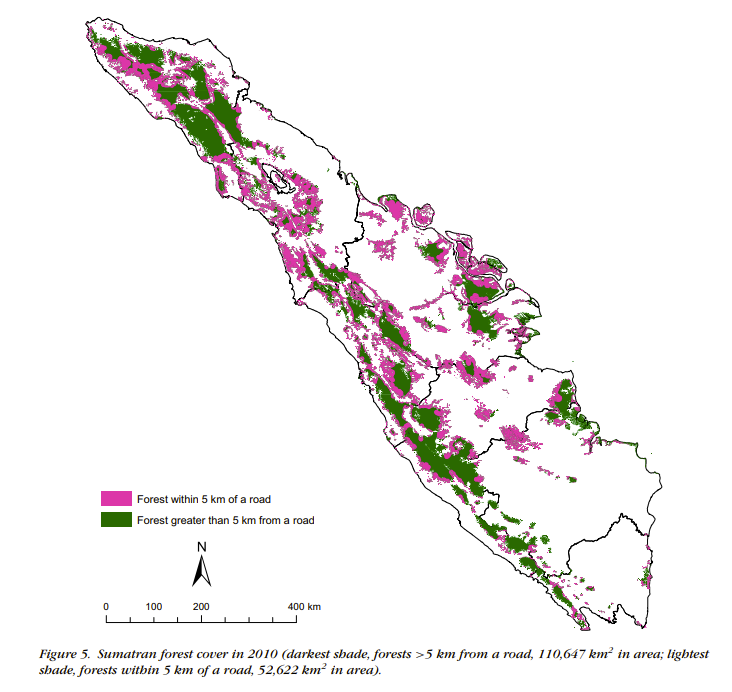 Forest within 5 km of a road
Forest greater than 5 km from a road
N
0 100 200 400 km
Figure 5. Sumatran forest cover in 2010 (darkest shade, forests >5 km from a road, 110,647 km² in area; lightest
shade, forests within 5 km of a road, 52,622 km² in area).